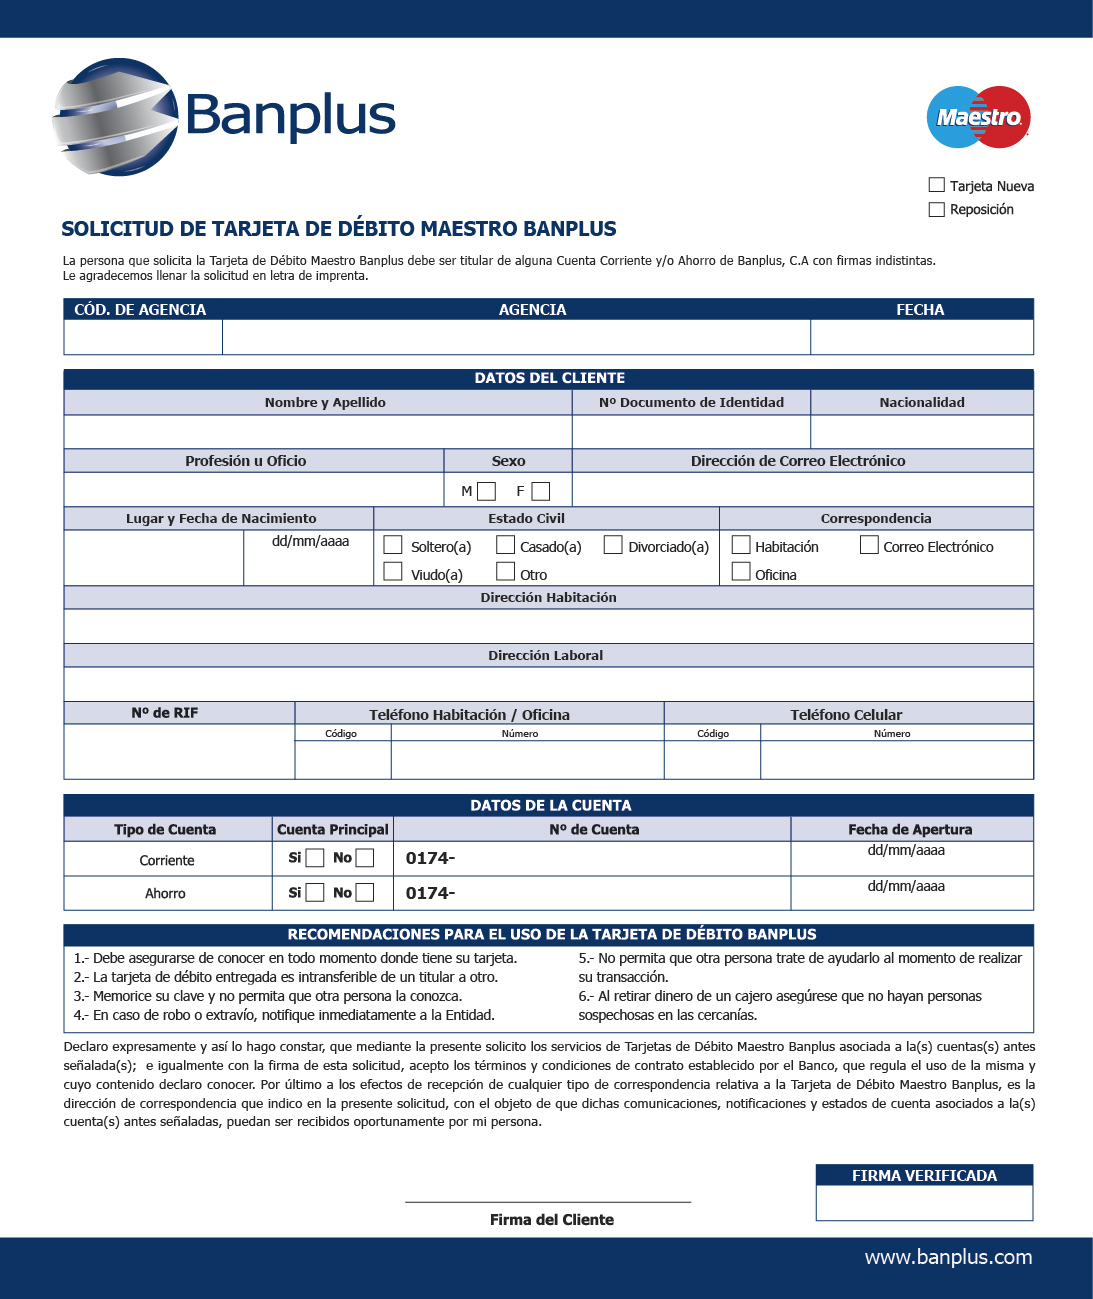 Banplus
Maestro
Tarjeta Nueva
Reposición
SOLICITUD DE TARJETA DE DÉBITO MAESTRO BANPLUS
La persona que solicita la Tarjeta de Débito Maestro Banplus debe ser titular de alguna Cuenta Corriente y/o Ahorro de Banplus, C.A con firmas indistintas.
Le agradecemos llenar la solicitud en letra de imprenta.
CÓD. DE AGENCIA AGENCIA FECHA
DATOS DEL CLIENTE
Nombre y Apellido Nº Documento de Identidad Nacionalidad
Profesión u Oficio Sexo Dirección de Correo Electrónico
M F
Lugar y Fecha de Nacimiento Estado Civil Correspondencia
dd/mm/aaaa Soltero(a) Casado(a) Divorciado(a) Habitación Correo Electrónico
Viudo(a) Otro Oficina
Dirección Habitación
Dirección Laboral
Nº de RIF Teléfono Habitación / Oficina Teléfono Celular
Código Número Código Número
DATOS DE LA CUENTA
Tipo de Cuenta Cuenta Principal Nº de Cuenta Fecha de Apertura
Corriente Si No 0174- dd/mm/aaaa
Ahorro Si No 0174- dd/mm/aaaa
RECOMENDACIONES PARA EL USO DE LA TARJETA DE DÉBITO BANPLUS
1.- Debe asegurarse de conocer en todo momento donde tiene su tarjeta.
2.- La tarjeta de débito entregada es intransferible de un titular a otro.
3.- Memorice su clave y no permita que otra persona la conozca.
4.- En caso de robo o extravío, notifique inmediatamente a la Entidad.
5.- No permita que otra persona trate de ayudarlo al momento de realizar
su transacción.
6.- Al retirar dinero de un cajero asegúrese que no hayan personas
sospechosas en las cercanías.
Declaro expresamente y así lo hago constar, que mediante la presente solicito los servicios de Tarjetas de Débito Maestro Banplus asociada a la(s) cuentas(s) antes
señalada(s); e igualmente con la firma de esta solicitud, acepto los términos y condiciones de contrato establecido por el Banco, que regula el uso de la misma y
cuyo contenido declaro conocer. Por último a los efectos de recepción de cualquier tipo de correspondencia relativa a la Tarjeta de Débito Maestro Banplus, es la
dirección de correspondencia que indico en la presente solicitud, con el objeto de que dichas comunicaciones, notificaciones y estados de cuenta asociados a la(s)
cuenta(s) antes señaladas, puedan ser recibidos oportunamente por mi persona.
FIRMA VERIFICADA
Firma del Cliente
www.banplus.com